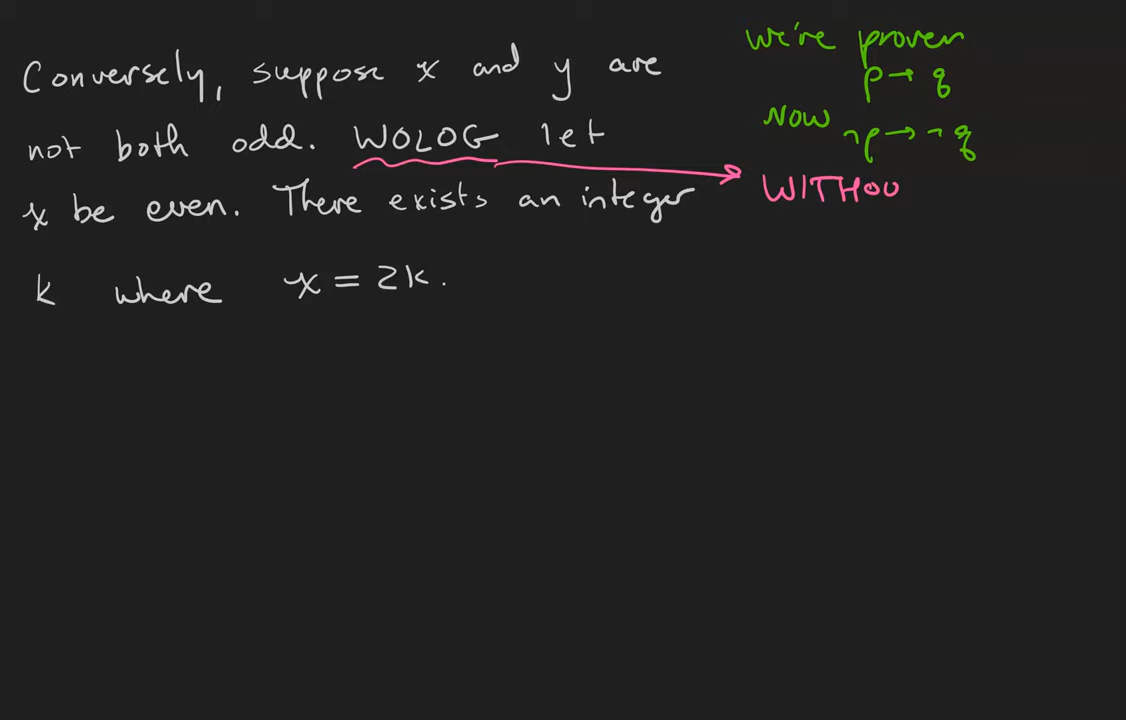 Conversely, suppose x and y are
not both odd. WOLOG let
x be even. There exists an integer
k where x = 2k.
We're proven
p → q
Now
¬p → ¬q
WITHOU